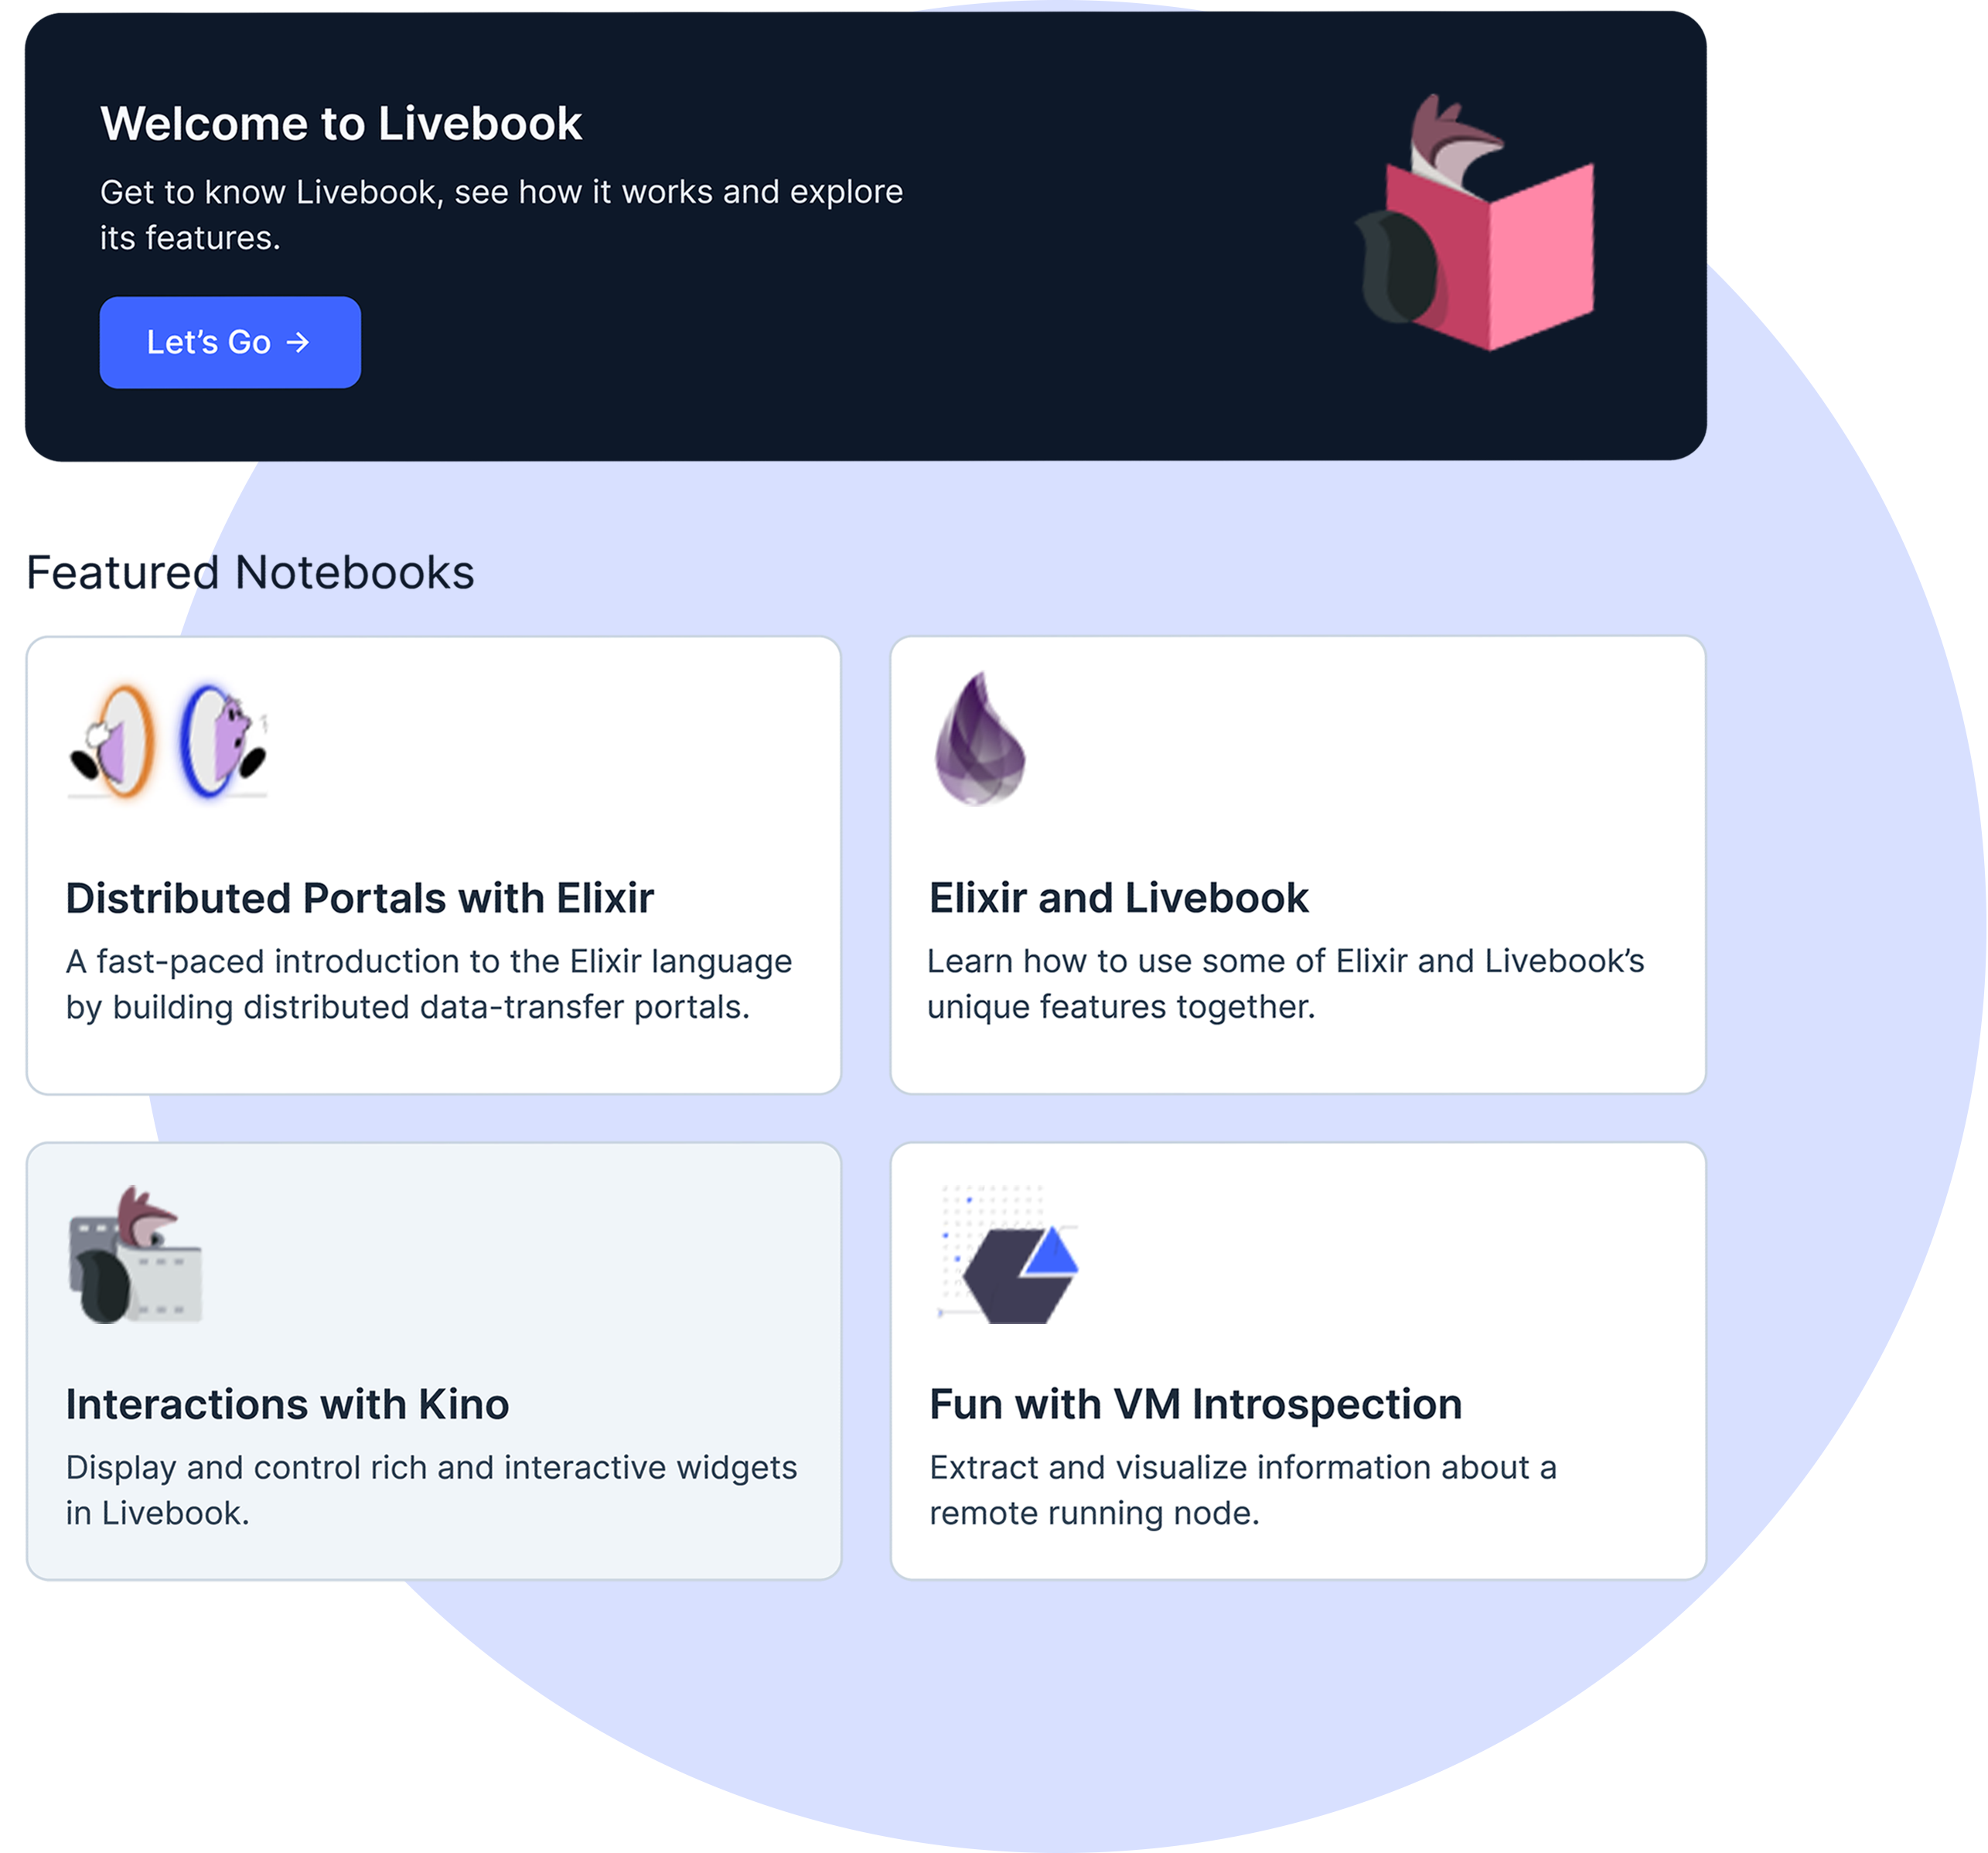 Welcome to Livebook
Get to know Livebook, see how it works and explore
its features.
Let’s Go →
Featured Notebooks
Distributed Portals with Elixir
A fast-paced introduction to the Elixir language
by building distributed data-transfer portals.
Elixir and Livebook
Learn how to use some of Elixir and Livebook’s
unique features together.
Interactions with Kino
Display and control rich and interactive widgets
in Livebook.
Fun with VM Introspection
Extract and visualize information about a
remote running node.